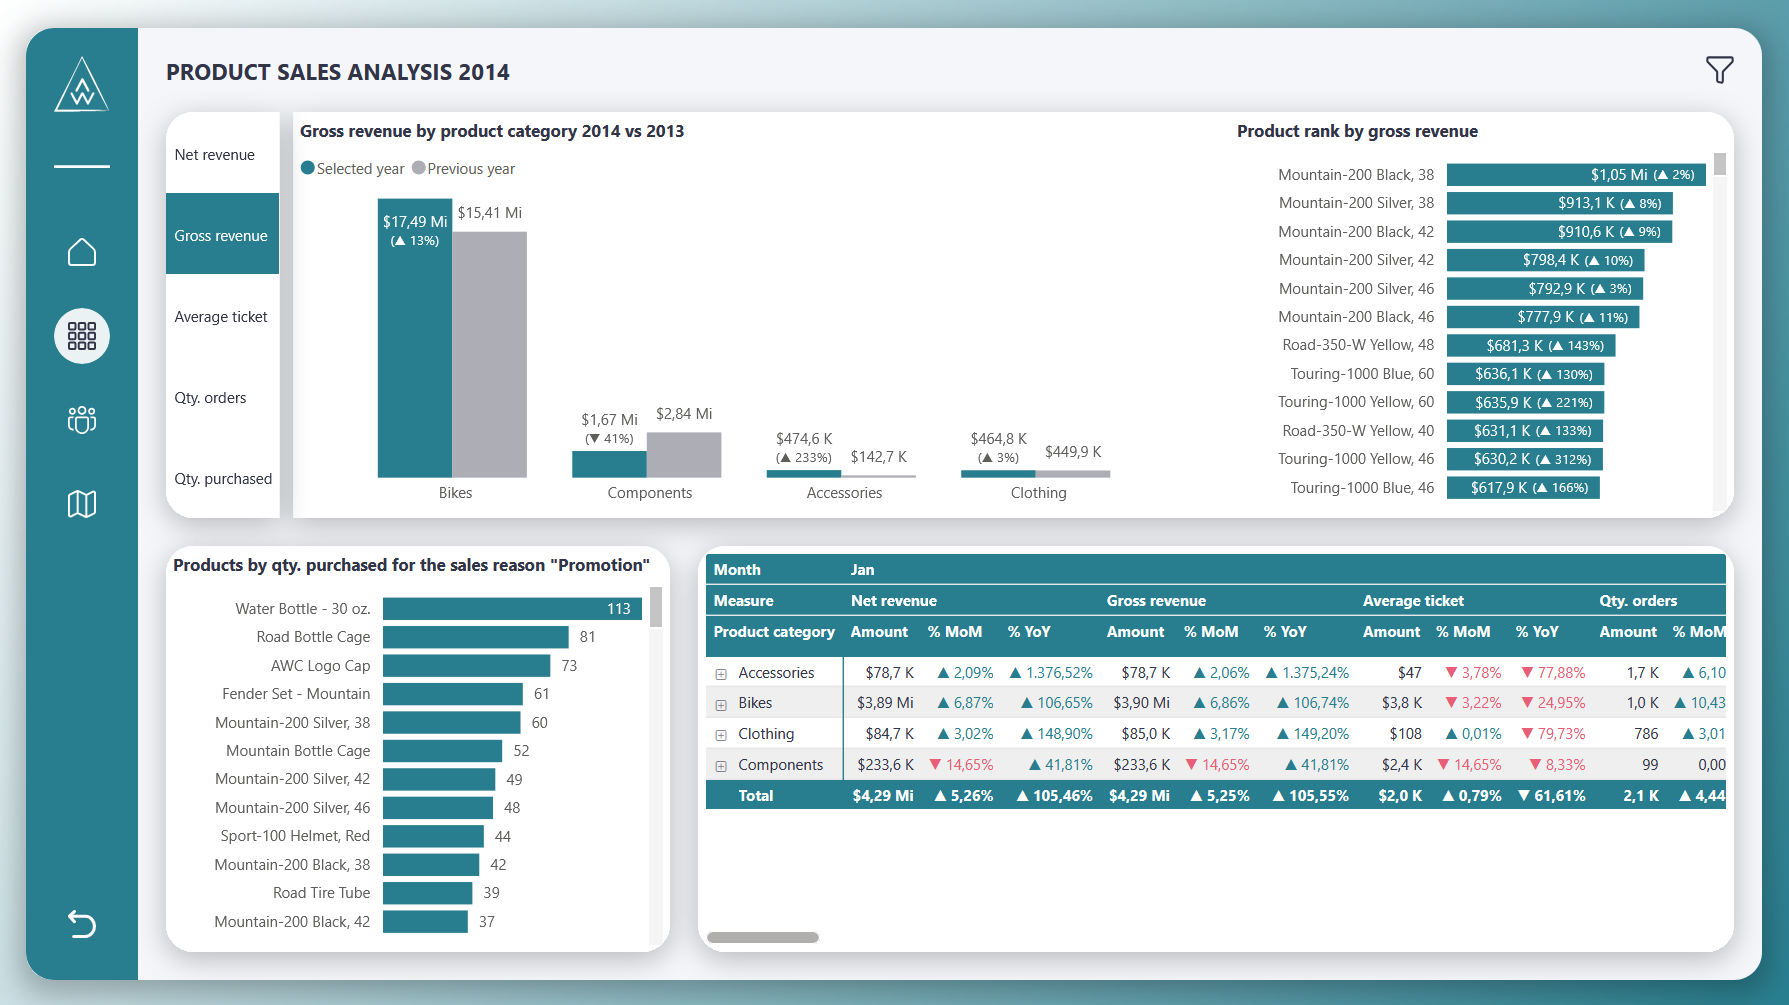 PRODUCT SALES ANALYSIS 2014
Net revenue
Gross revenue
Average ticket
Qty. orders
Qty. purchased
Gross revenue by product category 2014 vs 2013
Selected year Previous year
$17,49 Mi
(▲ 13%)
$15,41 Mi
$1,67 Mi
(▼ 41%)
$2,84 Mi
$474,6 K
(▲ 233%)
$142,7 K
$464,8 K
(▲ 3%)
$449,9 K
Bikes Components Accessories Clothing
Product rank by gross revenue
Mountain-200 Black, 38 $1,05 Mi (▲ 2%)
Mountain-200 Silver, 38 $913,1 K (▲ 8%)
Mountain-200 Black, 42 $910,6 K (▲ 9%)
Mountain-200 Silver, 42 $798,4 K (▲ 10%)
Mountain-200 Silver, 46 $792,9 K (▲ 3%)
Mountain-200 Black, 46 $777,9 K (▲ 11%)
Road-350-W Yellow, 48 $681,3 K (▲ 143%)
Touring-1000 Blue, 60 $636,1 K (▲ 130%)
Touring-1000 Yellow, 60 $635,9 K (▲ 221%)
Road-350-W Yellow, 40 $631,1 K (▲ 133%)
Touring-1000 Yellow, 46 $630,2 K (▲ 312%)
Touring-1000 Blue, 46 $617,9 K (▲ 166%)
Products by qty. purchased for the sales reason "Promotion"
Water Bottle - 30 oz. 113
Road Bottle Cage 81
AWC Logo Cap 73
Fender Set - Mountain 61
Mountain-200 Silver, 38 60
Mountain Bottle Cage 52
Mountain-200 Silver, 42 49
Mountain-200 Silver, 46 48
Sport-100 Helmet, Red 44
Mountain-200 Black, 38 42
Road Tire Tube 39
Mountain-200 Black, 42 37
Month Jan
Measure Net revenue Gross revenue Average ticket Qty. orders
Product category Amount % MoM % YoY Amount % MoM % YoY Amount % MoM % YoY Amount % MoM
Accessories $78,7 K ▲ 2,09% ▲ 1.376,52% $78,7 K ▲ 2,06% ▲ 1.375,24% $47 ▼ 3,78% ▼ 77,88% 1,7 K ▲ 6,10
Bikes $3,89 Mi ▲ 6,87% ▲ 106,65% $3,90 Mi ▲ 6,86% ▲ 106,74% $3,8 K ▼ 3,22% ▼ 24,95% 1,0 K ▲ 10,43
Clothing $84,7 K ▲ 3,02% ▲ 148,90% $85,0 K ▲ 3,17% ▲ 149,20% $108 ▲ 0,01% ▼ 79,73% 786 ▲ 3,01
Components $233,6 K ▼ 14,65% ▲ 41,81% $233,6 K ▼ 14,65% ▲ 41,81% $2,4 K ▼ 14,65% ▼ 8,33% 99 0,00
Total $4,29 Mi ▲ 5,26% ▲ 105,46% $4,29 Mi ▲ 5,25% ▲ 105,55% $2,0 K ▲ 0,79% ▼ 61,61% 2,1 K ▲ 4,44